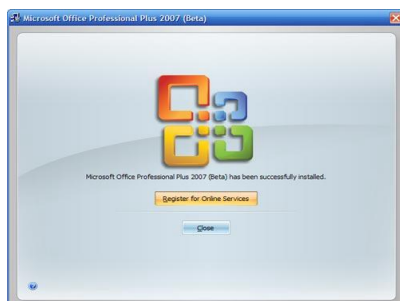 Microsoft Office Professional Plus 2007 (Beta)
Microsoft Office Professional Plus 2007 (Beta) has been successfully installed.
Register for Online Services
Close
?